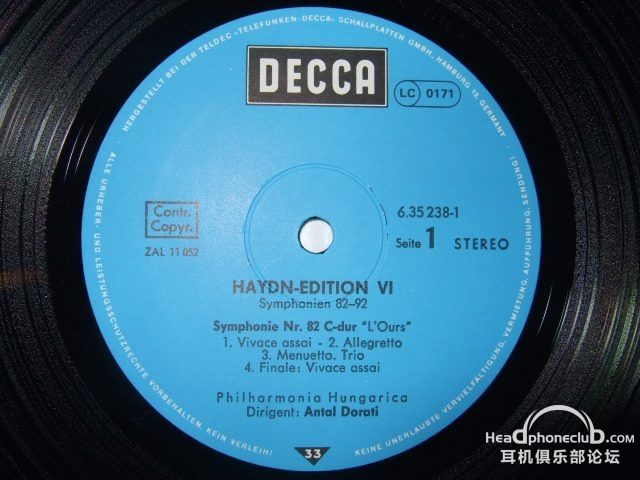 HERGESTELLT BEI DER TELDEC »TELEFUNKEN-DECCA« SCHALLPLATTEN GMBH, HAMBURG 19, GERMANY
DECCA
LC 0171
Contr.
Copyr.
ZAL 11 052
6.35 238-1
Seite 1 STEREO
HAYDN-EDITION VI
Symphonien 82–92
Symphonie Nr. 82 C-dur "L'Ours"
1. Vivace assai - 2. Allegretto
3. Menuetto. Trio
4. Finale: Vivace assai
Philharmonia Hungarica
Dirigent: Antal Dorati
ALLE URHEBER- UND LEISTUNGSSCHUTZRECHTE VORBEHALTEN. KEIN VERLEIH!
33
KEINE UNERLAUBTE VERVIELFÄLTIGUNG, VERMIETUNG, AUFFÜHRUNG, SENDUNG!
HeadphoneClub.com
耳机俱乐部论坛